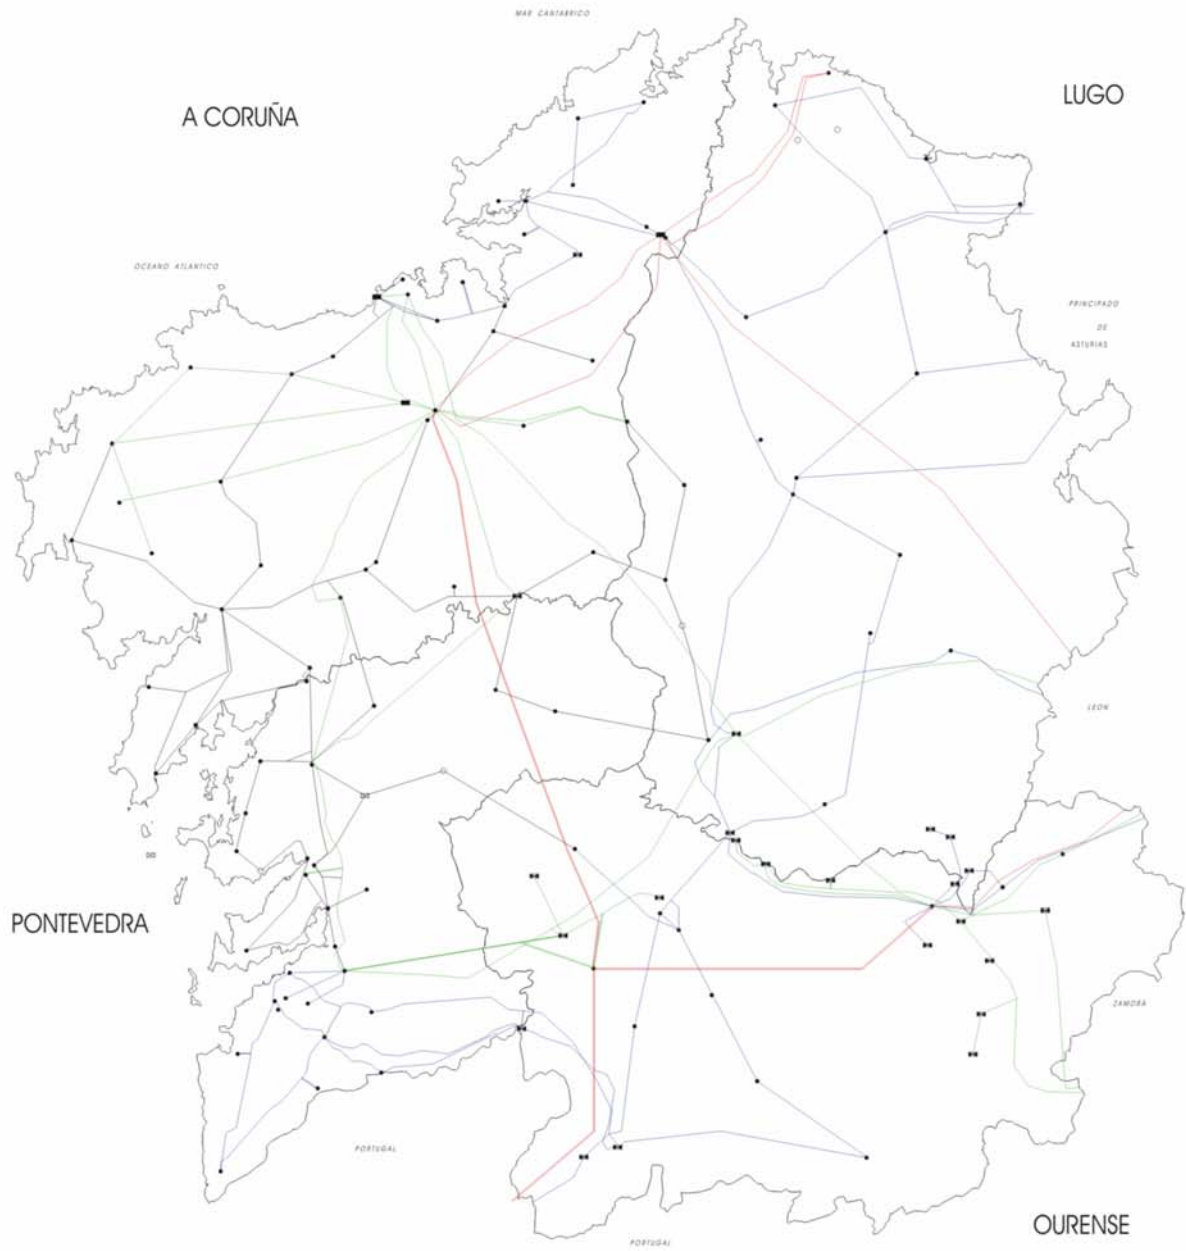 MAR CANTABRICO
LUGO
A CORUÑA
OCEANO ATLANTICO
PRINCIPADO
DE
ASTURIAS
LEON
PONTEVEDRA
ZAMORA
PORTUGAL
OURENSE
PORTUGAL